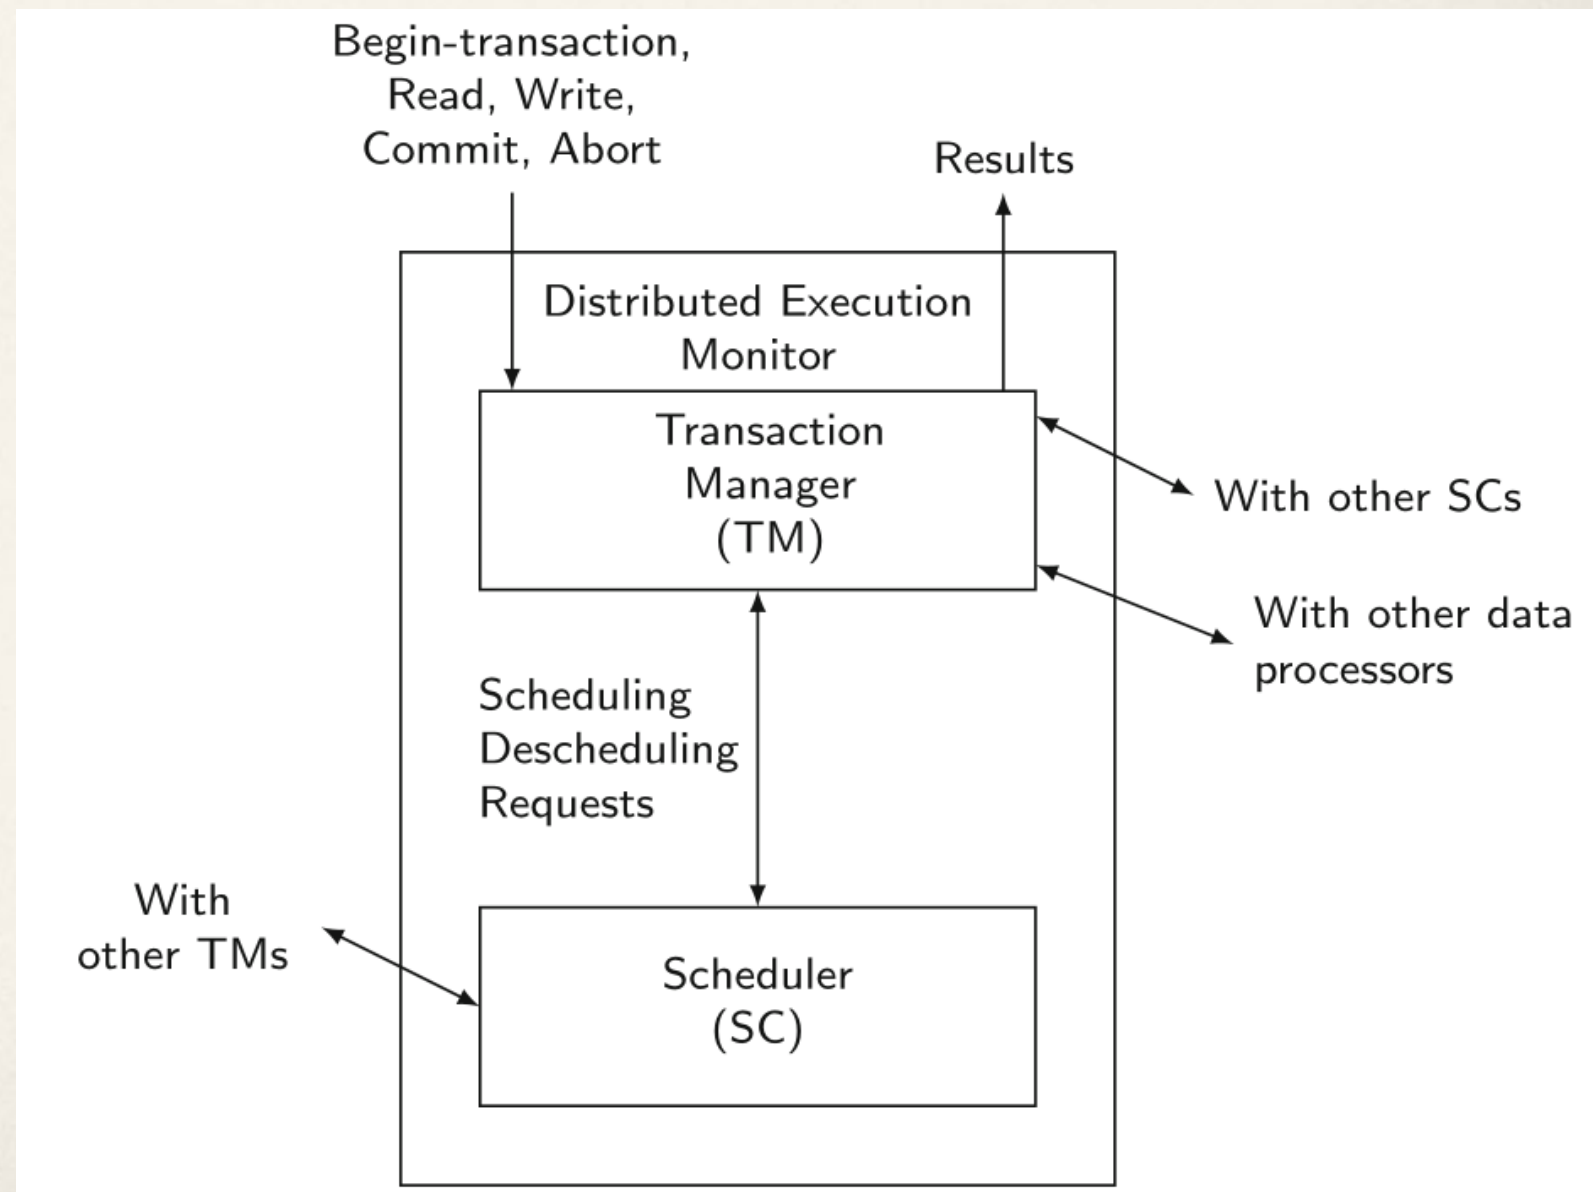 Begin-transaction,
Read, Write,
Commit, Abort
Results
Distributed Execution
Monitor
Transaction
Manager
(TM)
With other SCs
With other data
processors
Scheduling
Descheduling
Requests
With
other TMs
Scheduler
(SC)